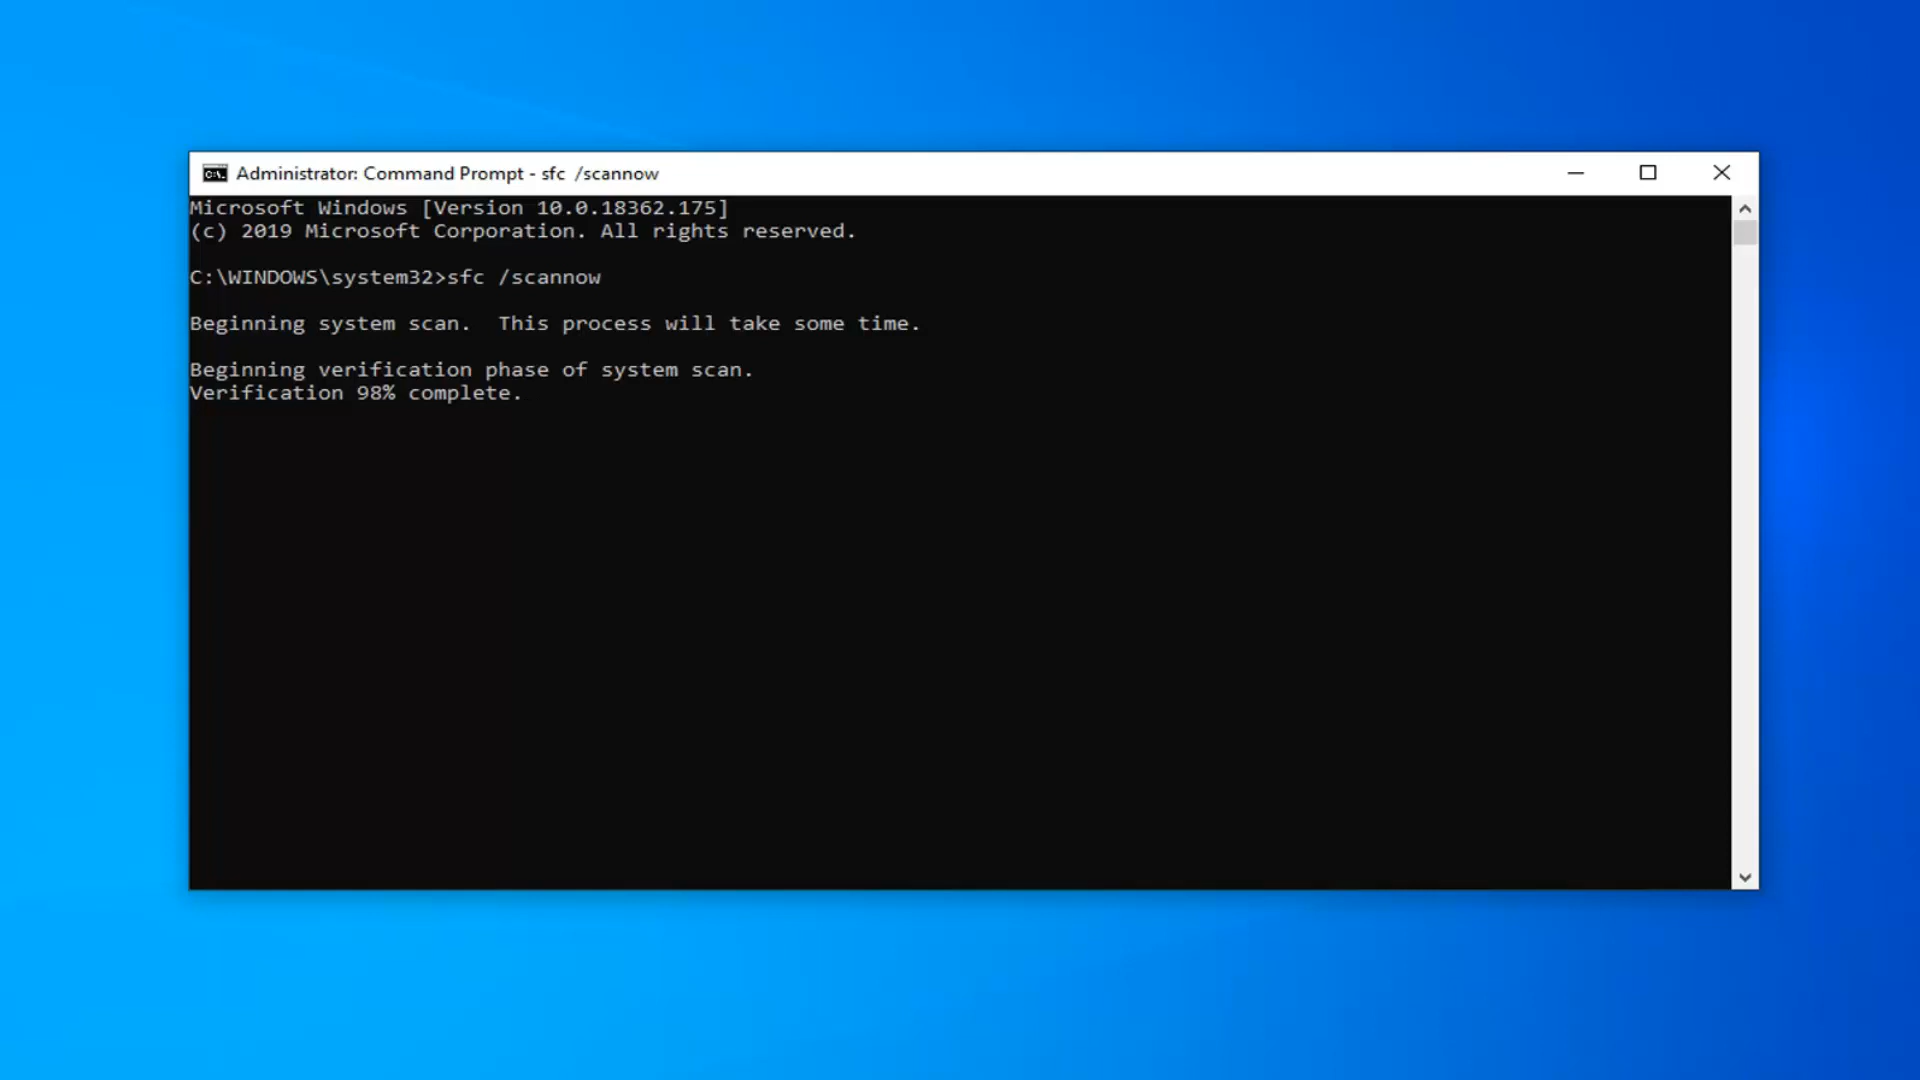 Administrator: Command Prompt - sfc  /scannow
Microsoft Windows [Version 10.0.18362.175]
(c) 2019 Microsoft Corporation. All rights reserved.
C:\WINDOWS\system32>sfc /scannow
Beginning system scan.  This process will take some time.
Beginning verification phase of system scan.
Verification 98% complete.